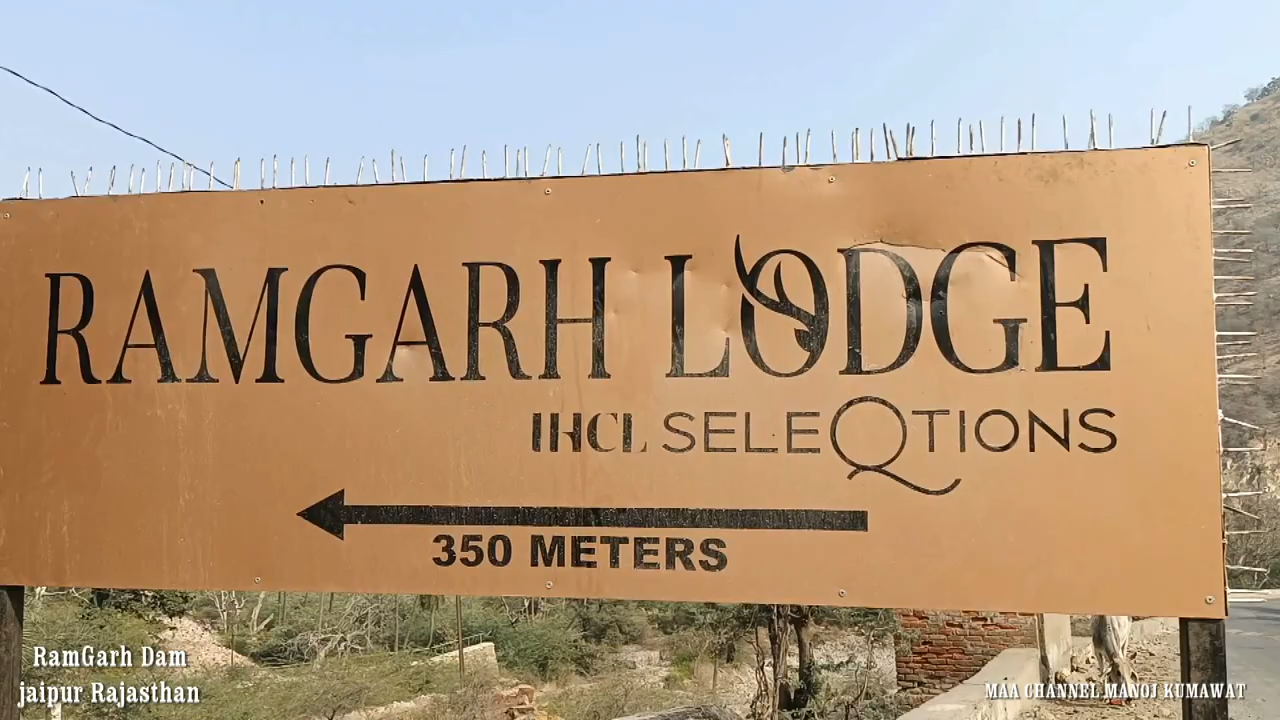 RAMGARH LODGE
IHCL SELEQTIONS
350 METERS
RamGarh Dam
jaipur Rajasthan
MAA CHANNEL MANOJ KUMAWAT